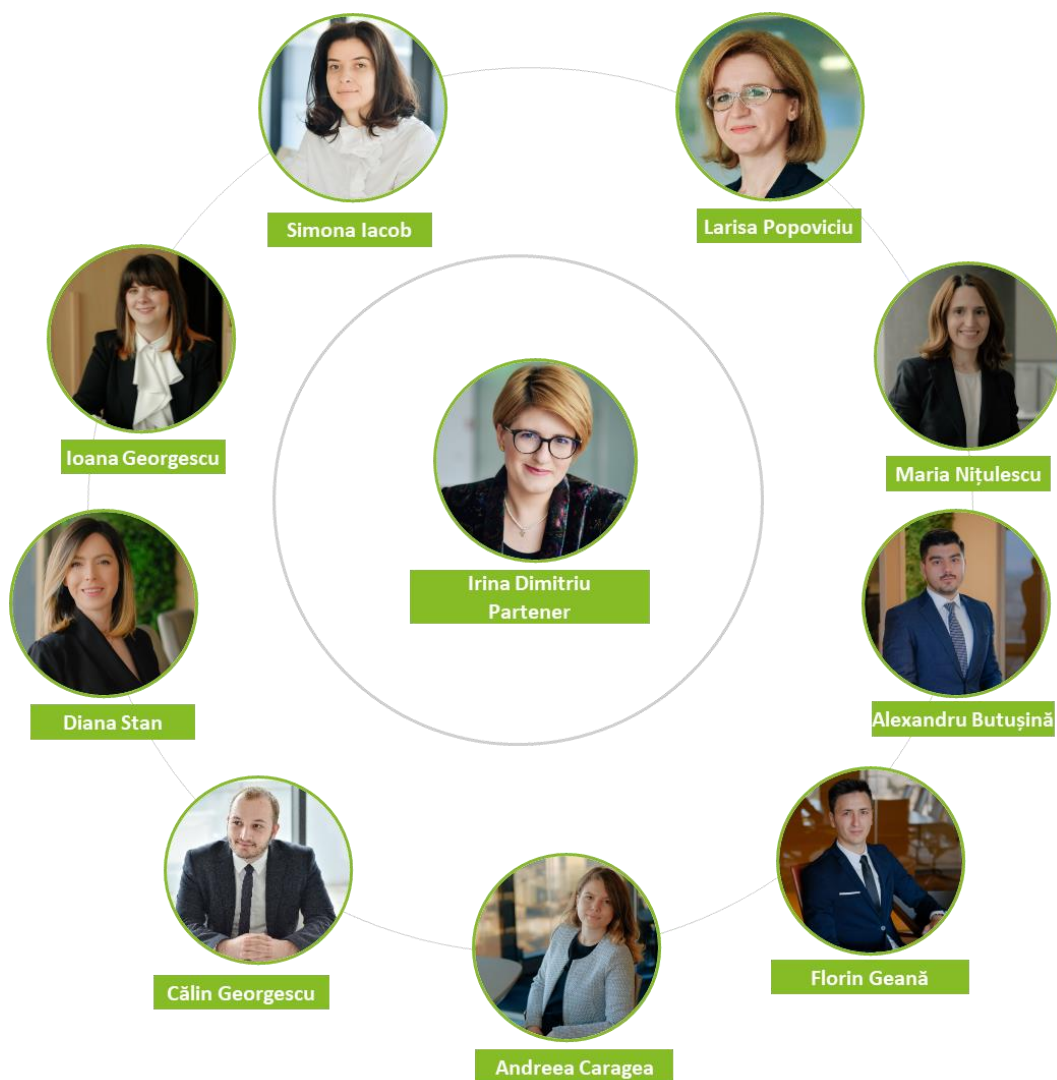 Simona Iacob
Larisa Popoviciu
Ioana Georgescu
Maria Nițulescu
Irina Dimitriu
Partener
Diana Stan
Alexandru Butușină
Călin Georgescu
Florin Geană
Andreea Caragea